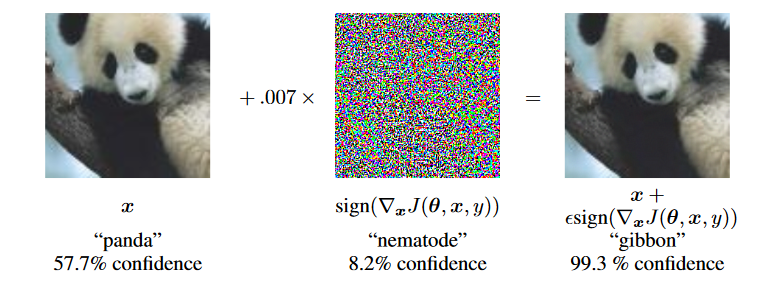 + .007 ×
=
x
sign(∇ₓJ(θ, x, y))
x +
ϵsign(∇ₓJ(θ, x, y))
“panda”
“nematode”
“gibbon”
57.7% confidence
8.2% confidence
99.3 % confidence